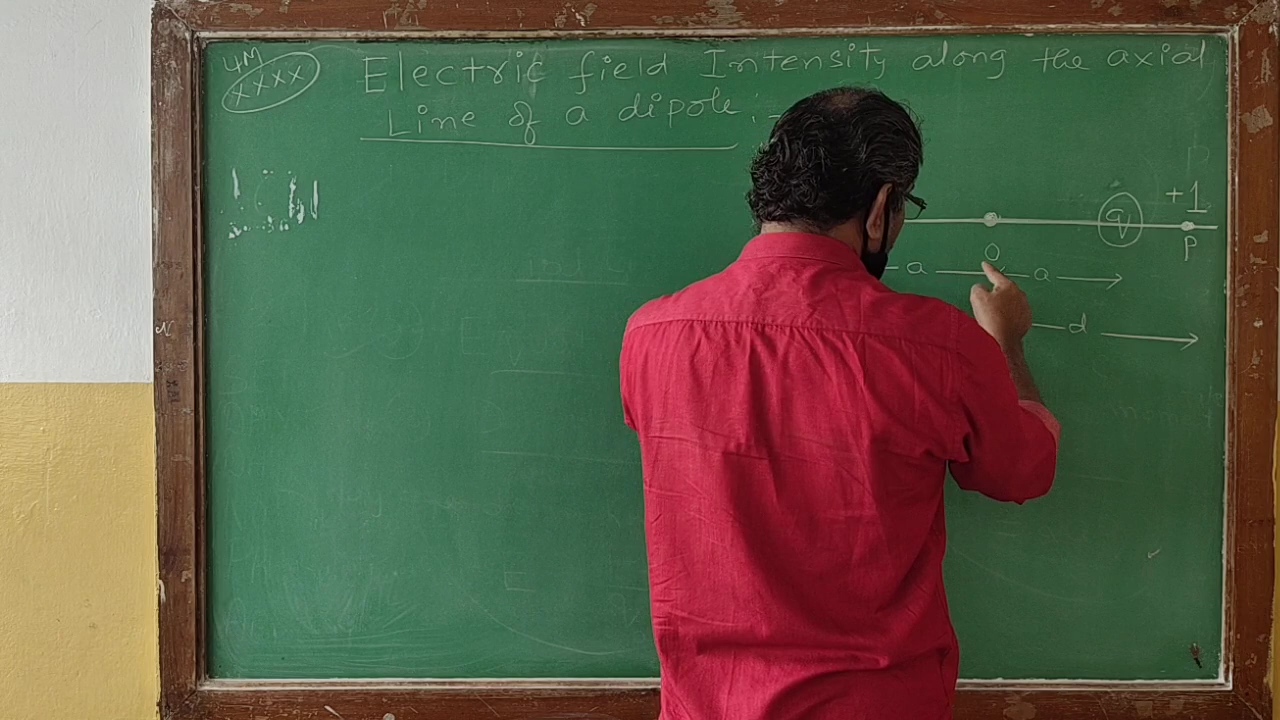 4M
xxxx
Electric field Intensity along the axial
Line of a dipole:-
+1
q
P
O
a a
d